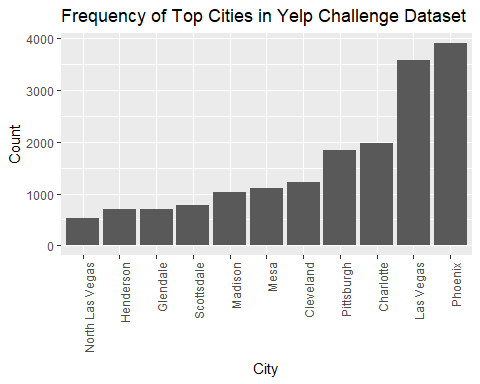 Frequency of Top Cities in Yelp Challenge Dataset
4000
3000
2000
1000
0
Count
North Las Vegas
Henderson
Glendale
Scottsdale
Madison
Mesa
Cleveland
Pittsburgh
Charlotte
Las Vegas
Phoenix
City